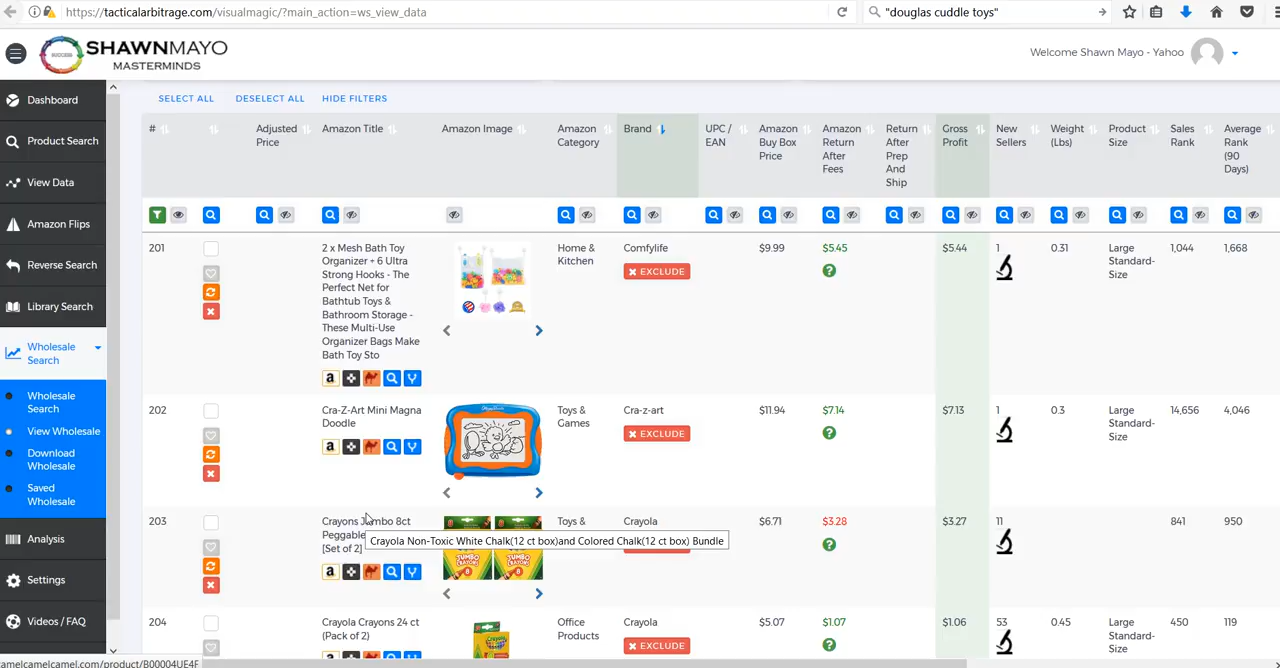 https://tacticalarbitrage.com/visualmagic/?main_action=ws_view_data
"douglas cuddle toys"
SUCCESS
SHAWNMAYO
MASTERMINDS
Welcome Shawn Mayo - Yahoo
Dashboard
Product Search
View Data
Amazon Flips
Reverse Search
Library Search
Wholesale
Search
Wholesale
Search
View Wholesale
Download
Wholesale
Saved
Wholesale
Analysis
Settings
Videos / FAQ
SELECT ALL
DESELECT ALL
HIDE FILTERS
#
Adjusted
Price
Amazon Title
Amazon Image
Amazon
Category
Brand
UPC /
EAN
Amazon
Buy Box
Price
Amazon
Return
After
Fees
Return
After
Prep
And
Ship
Gross
Profit
New
Sellers
Weight
(Lbs)
Product
Size
Sales
Rank
Average
Rank
(90
Days)
201
2 x Mesh Bath Toy
Organizer + 6 Ultra
Strong Hooks - The
Perfect Net for
Bathtub Toys &
Bathroom Storage -
These Multi-Use
Organizer Bags Make
Bath Toy Sto
Home &
Kitchen
Comfylife
EXCLUDE
$9.99
$5.45
$5.44
1
0.31
Large
Standard-
Size
1,044
1,668
202
Cra-Z-Art Mini Magna
Doodle
Toys &
Games
Cra-z-art
EXCLUDE
$11.94
$7.14
$7.13
1
0.3
Large
Standard-
Size
14,656
4,046
203
Crayons Jumbo 8ct
Peggable
[Set of 2]
Crayola Non-Toxic White Chalk(12 ct box)and Colored Chalk(12 ct box) Bundle
Toys &
Crayola
$6.71
$3.28
$3.27
11
841
950
204
Crayola Crayons 24 ct
(Pack of 2)
Office
Products
Crayola
EXCLUDE
$5.07
$1.07
$1.06
53
0.45
Large
Standard-
Size
450
119
camelcamelcamel.com/product/B00004UE4F